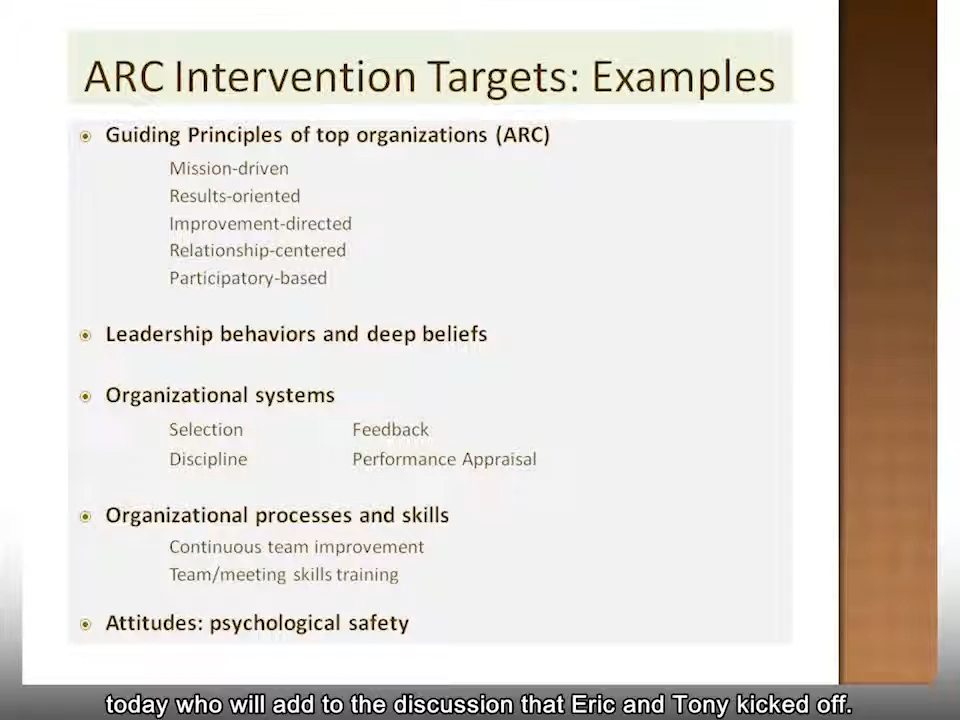 ARC Intervention Targets: Examples
Guiding Principles of top organizations (ARC)
Mission-driven
Results-oriented
Improvement-directed
Relationship-centered
Participatory-based
Leadership behaviors and deep beliefs
Organizational systems
Selection Feedback
Discipline Performance Appraisal
Organizational processes and skills
Continuous team improvement
Team/meeting skills training
Attitudes: psychological safety
today who will add to the discussion that Eric and Tony kicked off.